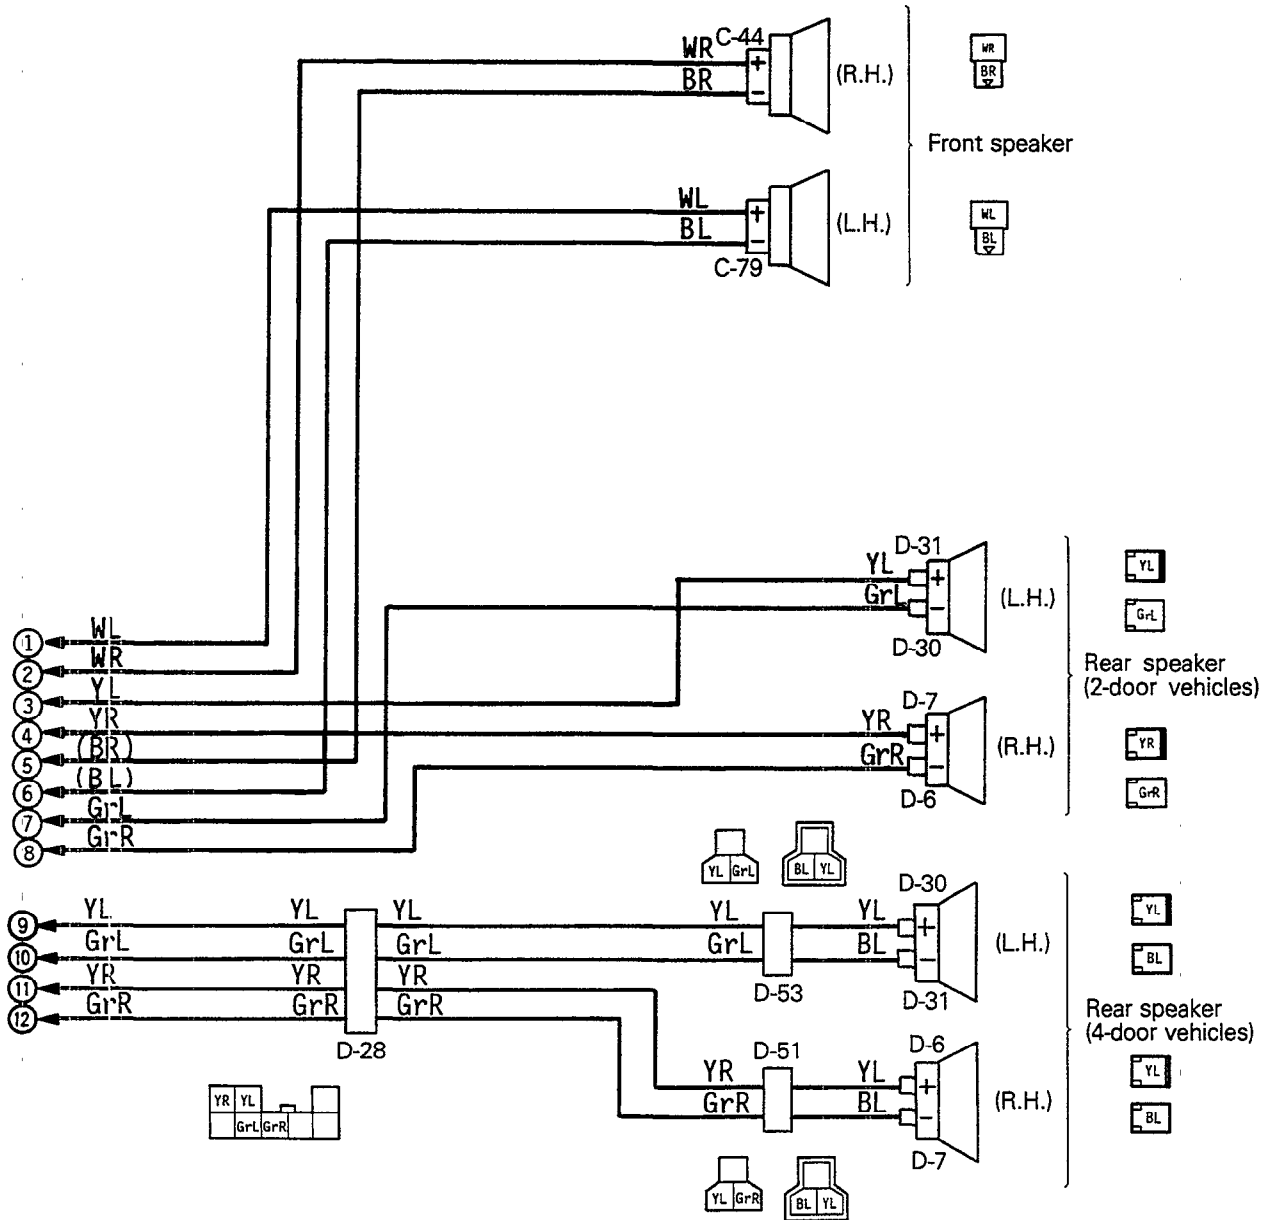 C-44
WR
BR
+
−
(R.H.)
WR
BR
Front speaker
WL
BL
+
−
(L.H.)
C-79
WL
BL
D-31
YL
GrL
+
−
(L.H.)
D-30
YL
GrL
Rear speaker
(2-door vehicles)
D-7
YR
GrR
+
−
(R.H.)
D-6
YR
GrR
1 WL
2 WR
3 YL
4 YR
5 (BR)
6 (BL)
7 GrL
8 GrR
YL GrL
BL YL
D-30
9 YL YL YL YL YL +
10 GrL GrL GrL GrL BL −
(L.H.)
D-53
D-31
YL
BL
11 YR YR YR
12 GrR GrR GrR
D-28
Rear speaker
(4-door vehicles)
D-51
D-6
YR YL +
GrR BL −
(R.H.)
D-7
YL
BL
YR YL
GrL GrR
YL GrR
BL YL